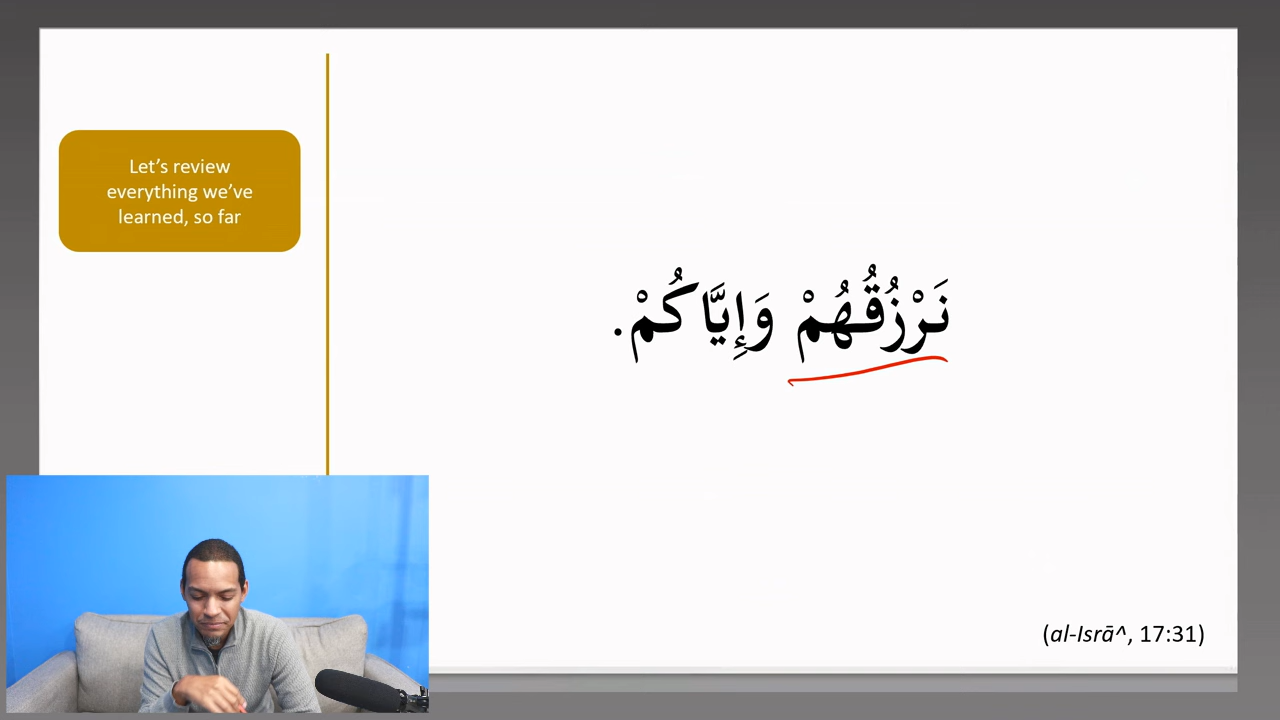 Let's review
everything we've
learned, so far
نَرْزُقُهُمْ وَإِيَّاكُمْ.
(al-Isrā^, 17:31)